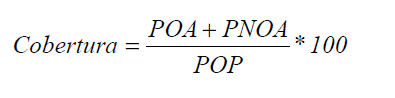 Cobertura = (POA + PNOA) / POP * 100